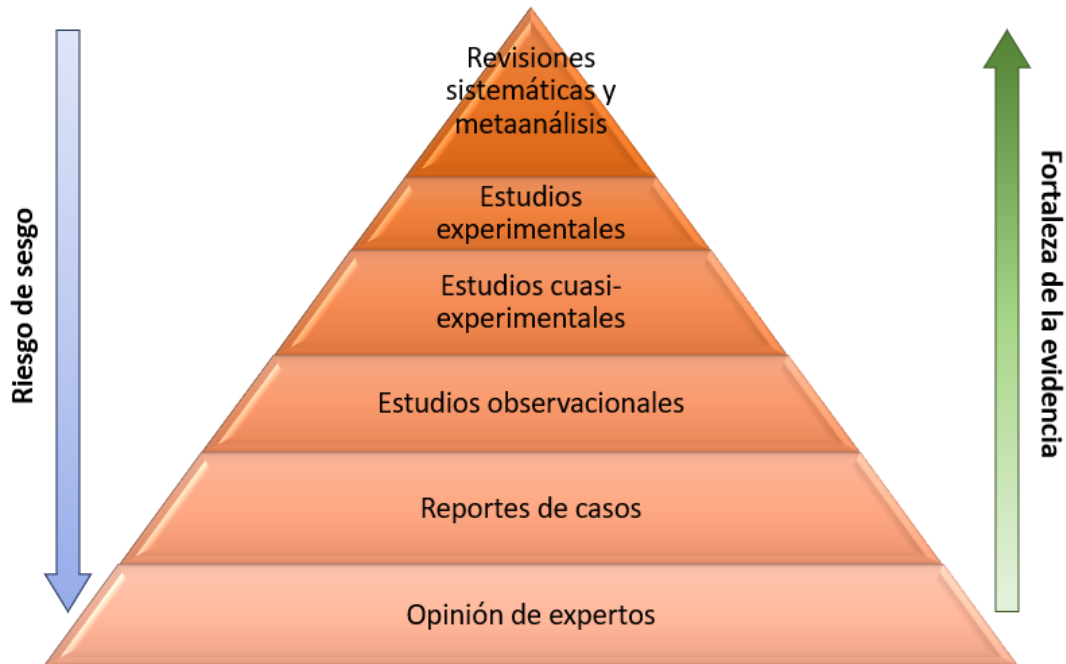 Revisiones
sistemáticas y
metaanálisis
Estudios
experimentales
Estudios cuasi-
experimentales
Estudios observacionales
Reportes de casos
Opinión de expertos
Riesgo de sesgo
Fortaleza de la evidencia